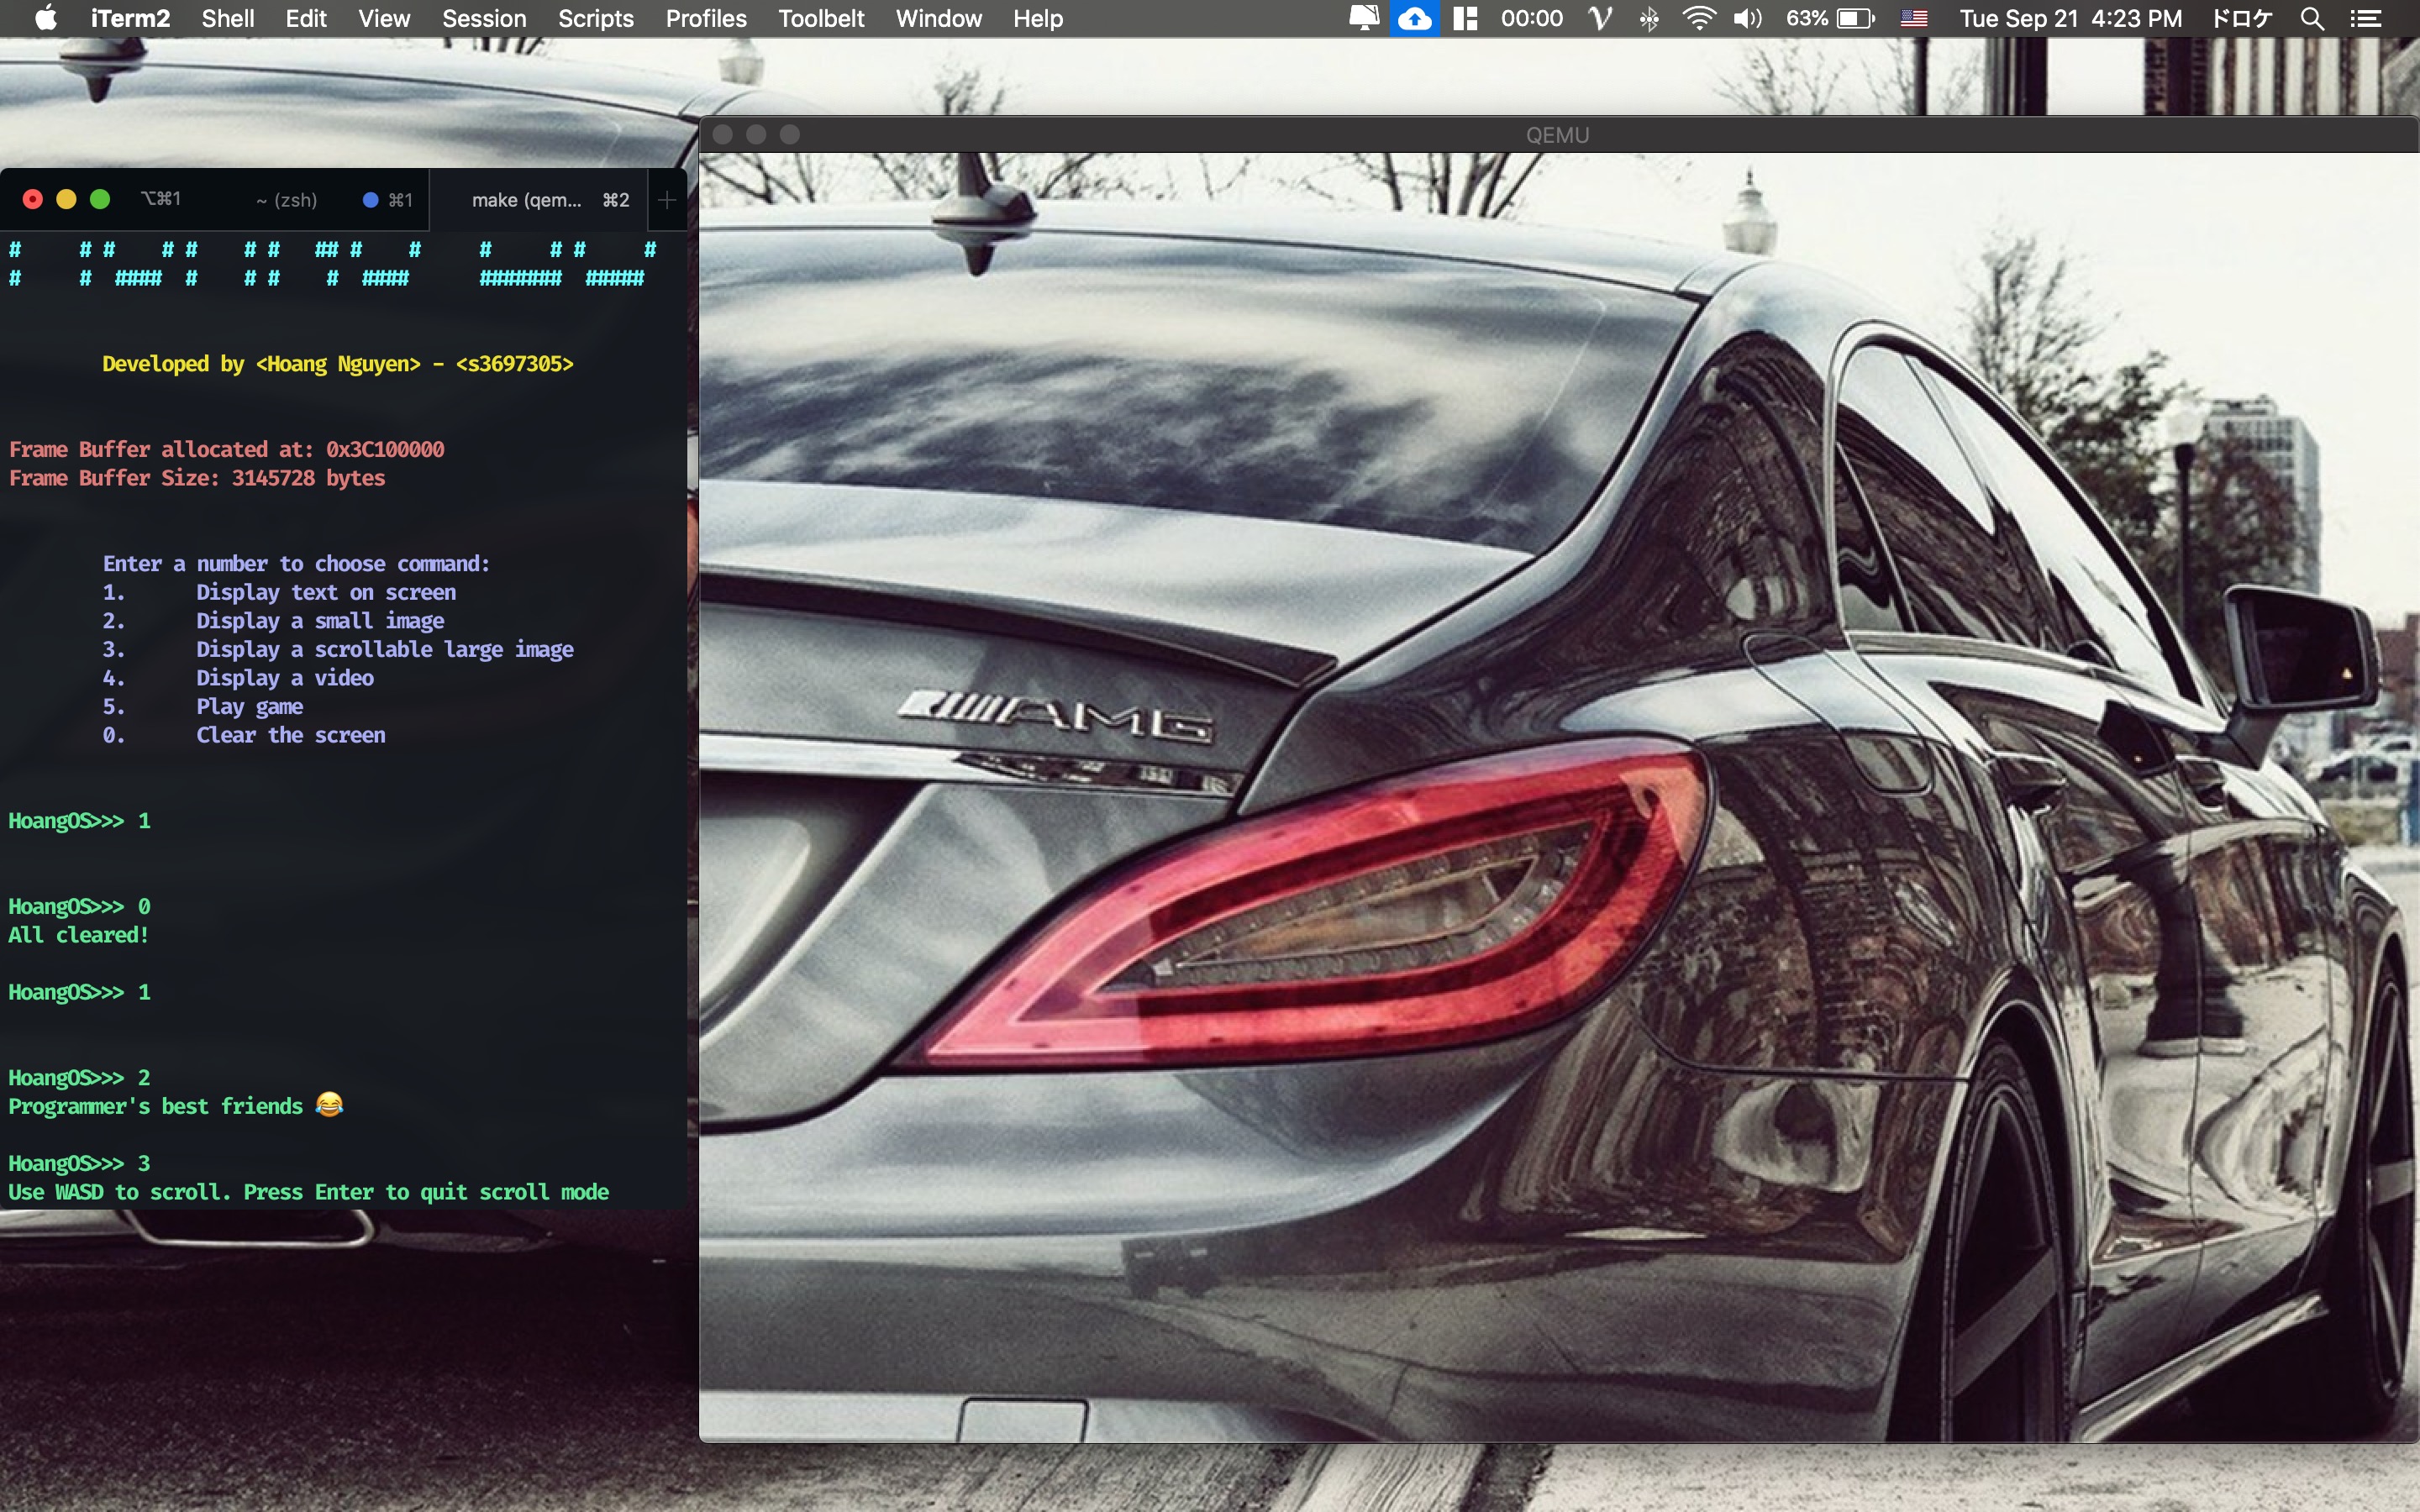 iTerm2 Shell Edit View Session Scripts Profiles Toolbelt Window Help 00:00 63% Tue Sep 21 4:23 PM ドロケ
QEMU
⌥⌘1 ~ (zsh) ⌘1 make (qem... ⌘2 +
# # # # # # # ## # # # # # #
# # #### # # # # #### ####### #####
Developed by <Hoang Nguyen> - <s3697305>
Frame Buffer allocated at: 0x3C100000
Frame Buffer Size: 3145728 bytes
Enter a number to choose command:
1. Display text on screen
2. Display a small image
3. Display a scrollable large image
4. Display a video
5. Play game
0. Clear the screen
HoangOS>>> 1
HoangOS>>> 0
All cleared!
HoangOS>>> 1
HoangOS>>> 2
Programmer's best friends 😂
HoangOS>>> 3
Use WASD to scroll. Press Enter to quit scroll mode
AMG